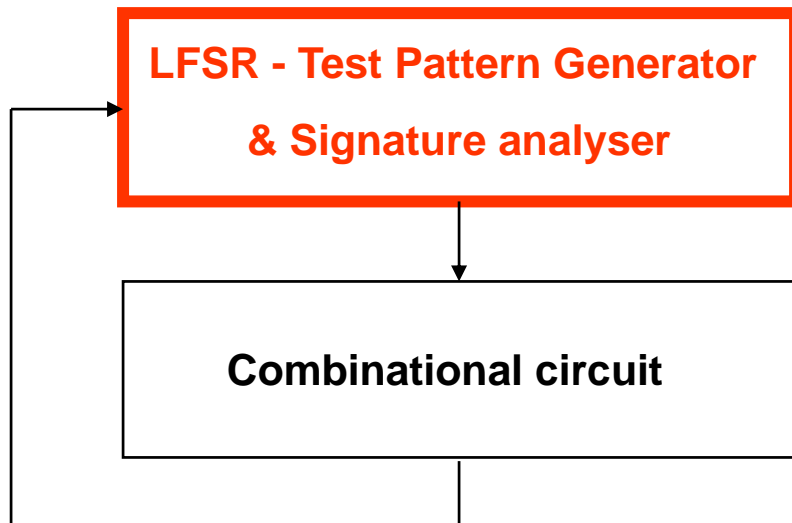 LFSR - Test Pattern Generator
& Signature analyser
Combinational circuit